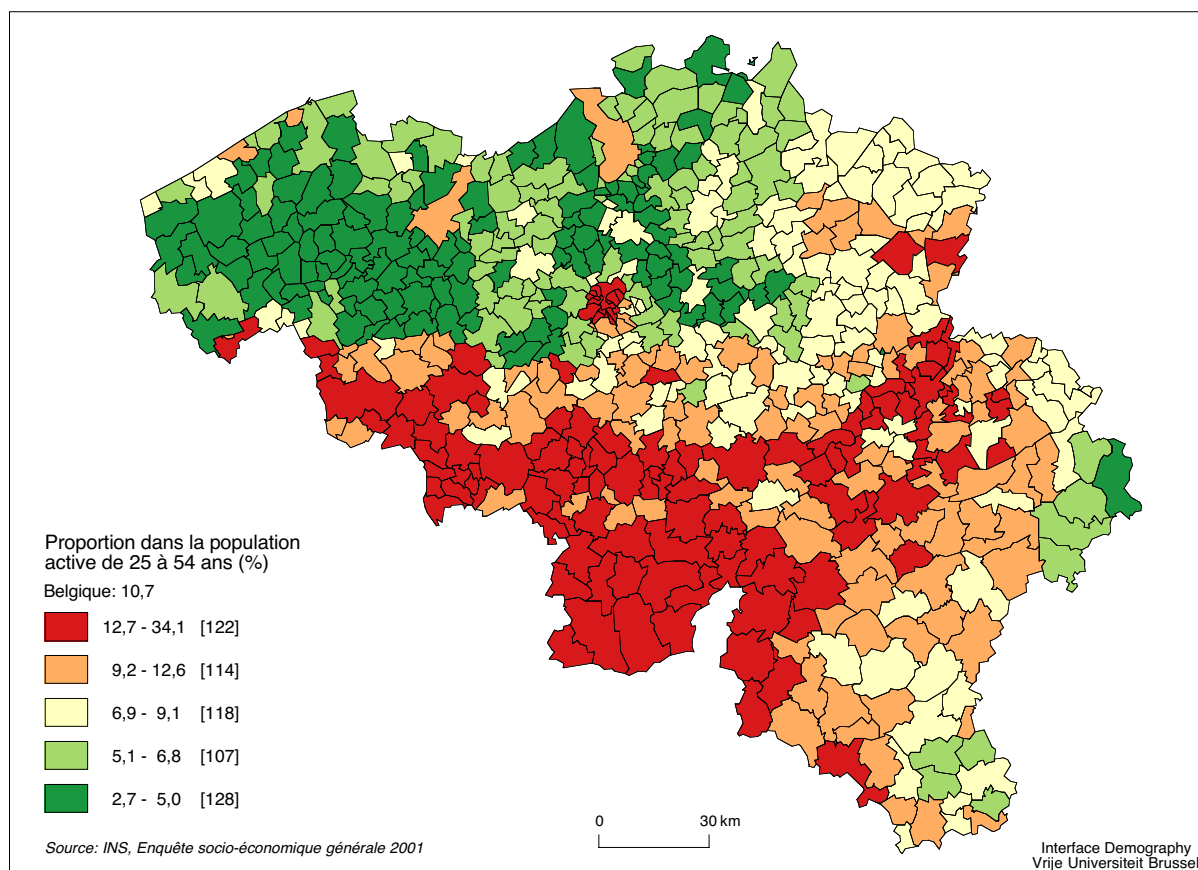 Proportion dans la population
active de 25 à 54 ans (%)
Belgique: 10,7
12,7 - 34,1 [122]
9,2 - 12,6 [114]
6,9 - 9,1 [118]
5,1 - 6,8 [107]
2,7 - 5,0 [128]
0 30 km
Source: INS, Enquête socio-économique générale 2001
Interface Demography
Vrije Universiteit Brussel